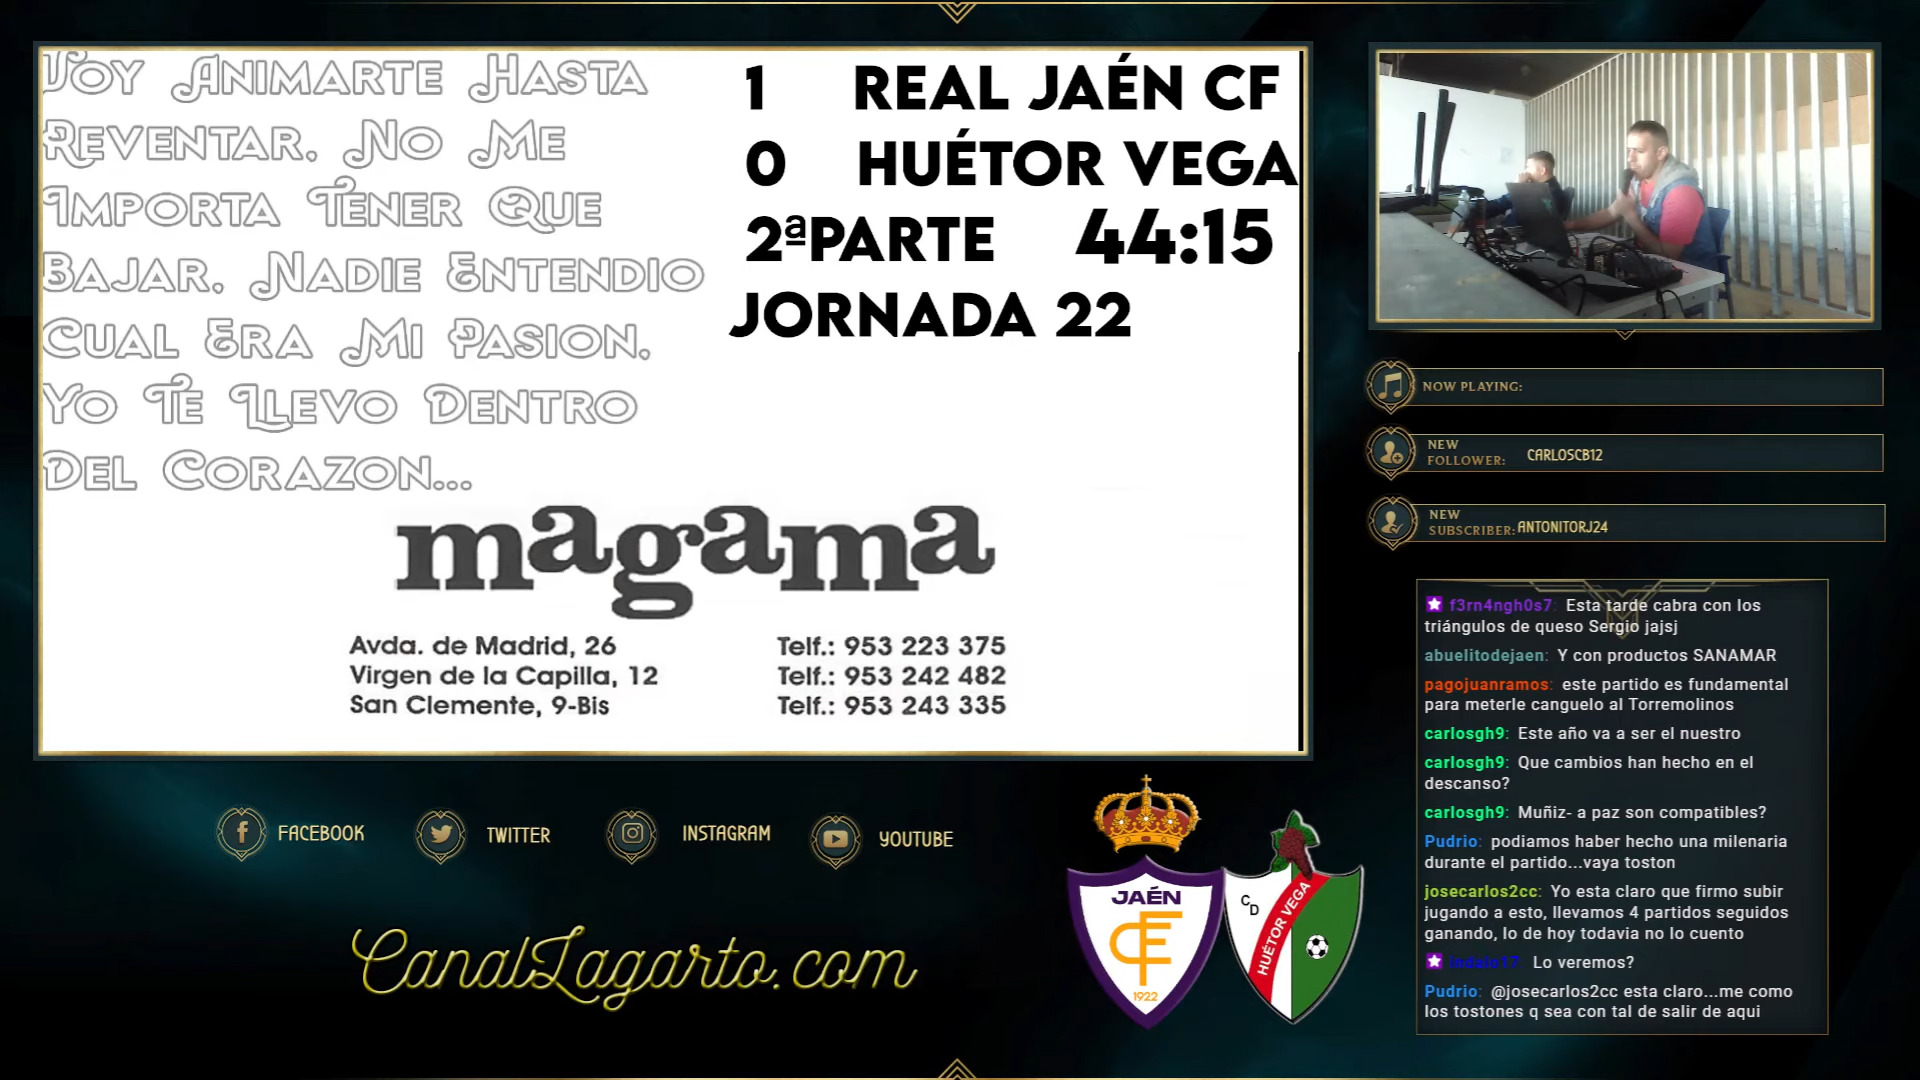 Voy Animarte Hasta
Reventar. No Me
Importa Tener Que
Bajar. Nadie Entendio
Cual Era Mi Pasion.
Yo Te Llevo Dentro
Del Corazon...
1 REAL JAÉN CF
0 HUÉTOR VEGA
2ªPARTE 44:15
JORNADA 22
magama
Avda. de Madrid, 26 Telf.: 953 223 375
Virgen de la Capilla, 12 Telf.: 953 242 482
San Clemente, 9-Bis Telf.: 953 243 335
NOW PLAYING:
NEW FOLLOWER: CARLOSCB12
NEW SUBSCRIBER: ANTONITORJ24
f3rn4ngh0s7: Esta tarde cabra con los
triángulos de queso Sergio jajsj
abuelitodejaen: Y con productos SANAMAR
pagojuanramos: este partido es fundamental
para meterle canguelo al Torremolinos
carlosgh9: Este año va a ser el nuestro
carlosgh9: Que cambios han hecho en el
descanso?
carlosgh9: Muñiz- a paz son compatibles?
Pudrio: podiamos haber hecho una milenaria
durante el partido...vaya toston
josecarlos2cc: Yo esta claro que firmo subir
jugando a esto, llevamos 4 partidos seguidos
ganando, lo de hoy todavia no lo cuento
indalo17 Lo veremos?
Pudrio: @josecarlos2cc esta claro...me como
los tostones q sea con tal de salir de aqui
FACEBOOK TWITTER INSTAGRAM YOUTUBE
CanalLagarto.com
JAÉN
CF
1922
CD
HUÉTOR VEGA